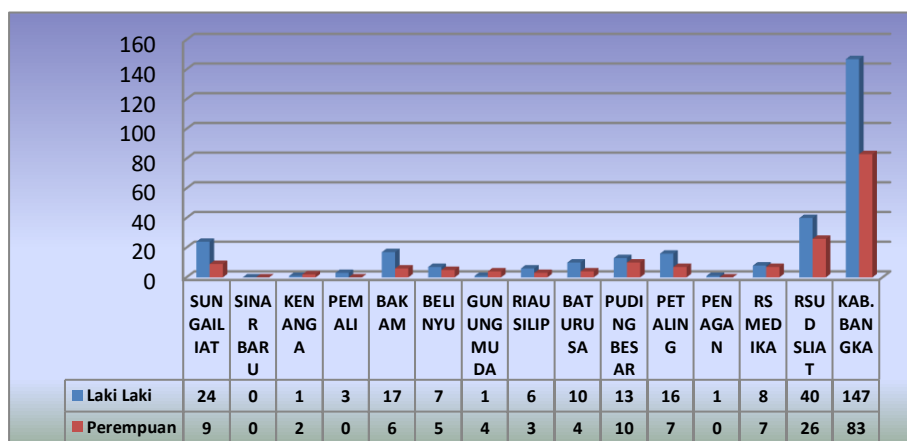 160
140
120
100
80
60
40
20
0
SUN GAIL IAT
SINA R BARU
KEN ANG A
PEM ALI
BAK AM
BELI NYU
GUN UNG MU DA
RIAU SILIP
BAT URU SA
PUDI NG BES AR
PET ALIN G
PEN AGA N
RS MED IKA
RSU D SLIA T
KAB. BAN GKA
Laki Laki 24 0 1 3 17 7 1 6 10 13 16 1 8 40 147
Perempuan 9 0 2 0 6 5 4 3 4 10 7 0 7 26 83